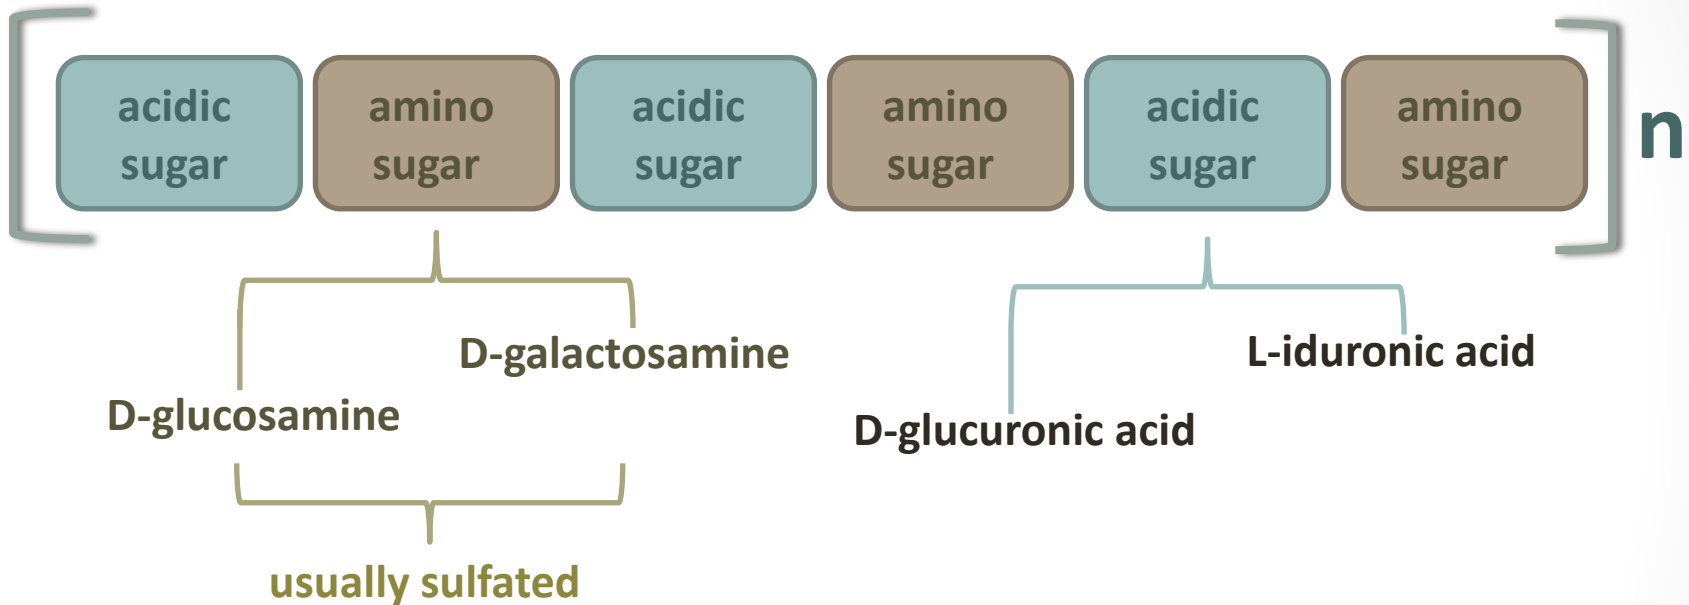 acidic sugar
amino sugar
acidic sugar
amino sugar
acidic sugar
amino sugar
n
D-galactosamine
D-glucosamine
L-iduronic acid
D-glucuronic acid
usually sulfated